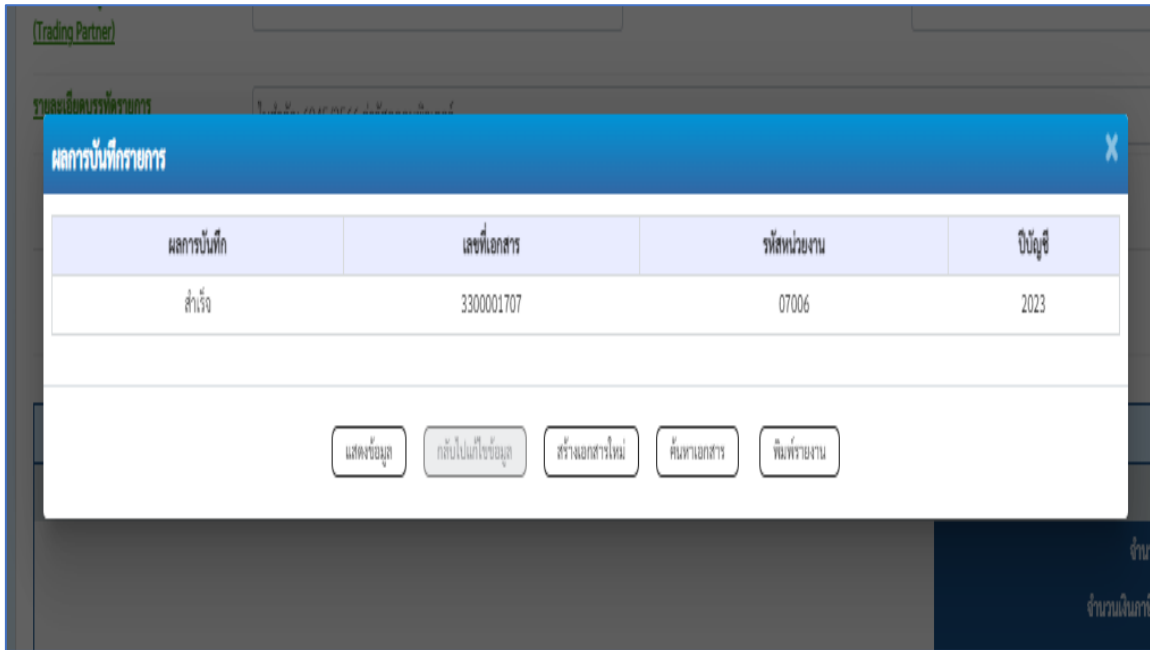 (Trading Partner)
รายละเอียดบรรทัดรายการ
ผลการบันทึกรายการ X
ผลการบันทึก เลขที่เอกสาร รหัสหน่วยงาน ปีบัญชี
สำเร็จ 3300001707 07006 2023
แสดงข้อมูล กลับไปแก้ไขข้อมูล สร้างเอกสารใหม่ ค้นหาเอกสาร พิมพ์รายงาน